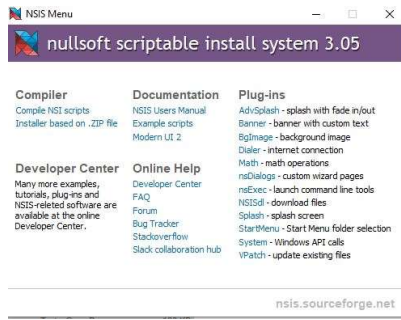 NSIS Menu
nullsoft scriptable install system 3.05
Compiler
Compile NSI scripts
Installer based on .ZIP file
Developer Center
Many more examples,
tutorials, plug-ins and
NSIS-releted software are
available at the online
Developer Center.
Documentation
NSIS Users Manual
Example scripts
Modern UI 2
Online Help
Developer Center
FAQ
Forum
Bug Tracker
Stackoverflow
Slack collaboration hub
Plug-ins
AdvSplash - splash with fade in/out
Banner - banner with custom text
BgImage - background image
Dialer - internet connection
Math - math operations
nsDialogs - custom wizard pages
nsExec - launch command line tools
NSISdl - download files
Splash - splash screen
StartMenu - Start Menu folder selection
System - Windows API calls
VPatch - update existing files
nsis.sourceforge.net